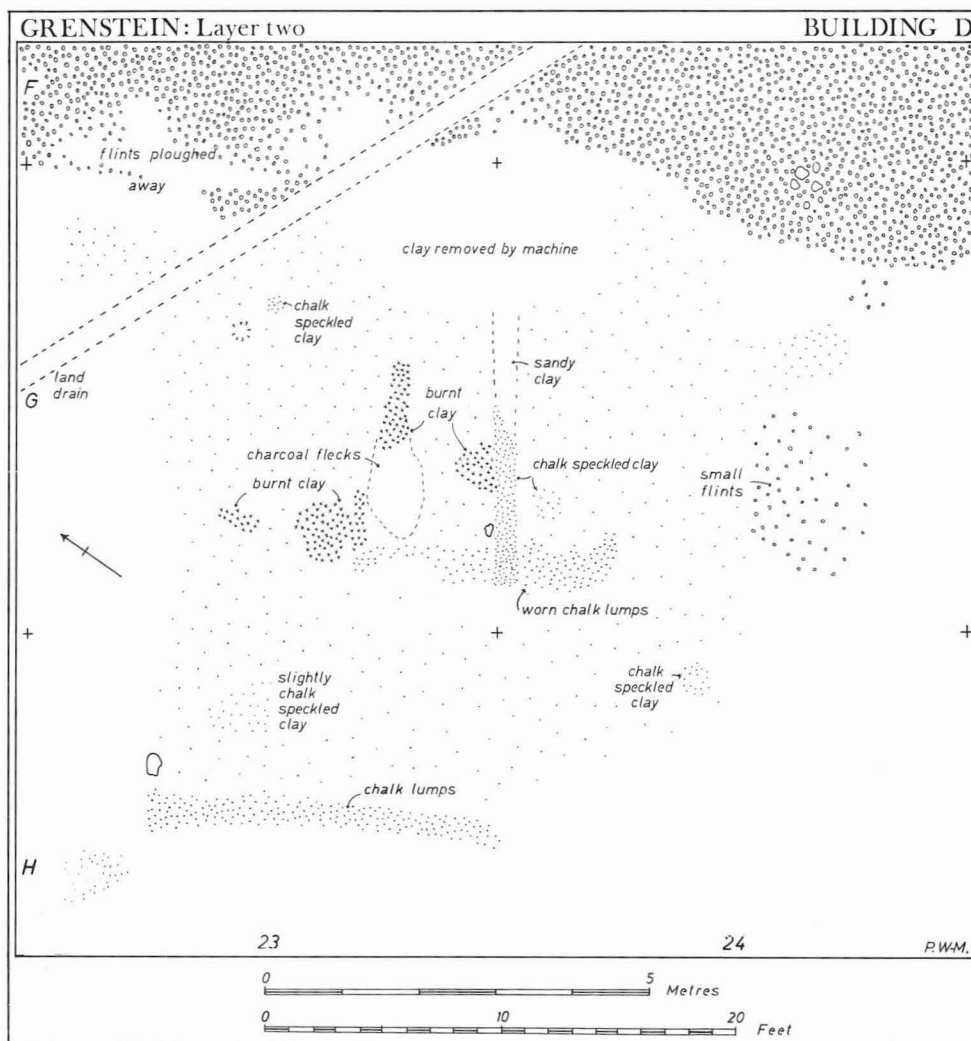 GRENSTEIN: Layer two
BUILDING D
F
flints ploughed
away
clay removed by machine
chalk
speckled
clay
sandy
clay
land
drain
G
burnt
clay
charcoal flecks
burnt clay
chalk speckled clay
small
flints
worn chalk lumps
slightly
chalk
speckled
clay
chalk
speckled
clay
chalk lumps
H
23
24
P.W-M.
0
5
Metres
0
10
20
Feet